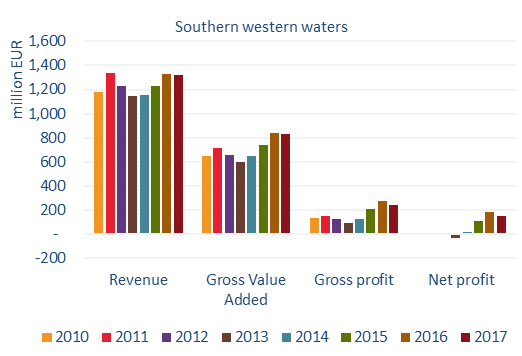 Southern western waters
million EUR
1,600
1,400
1,200
1,000
800
600
400
200
-
-200
Revenue
Gross Value Added
Gross profit
Net profit
2010 2011 2012 2013 2014 2015 2016 2017